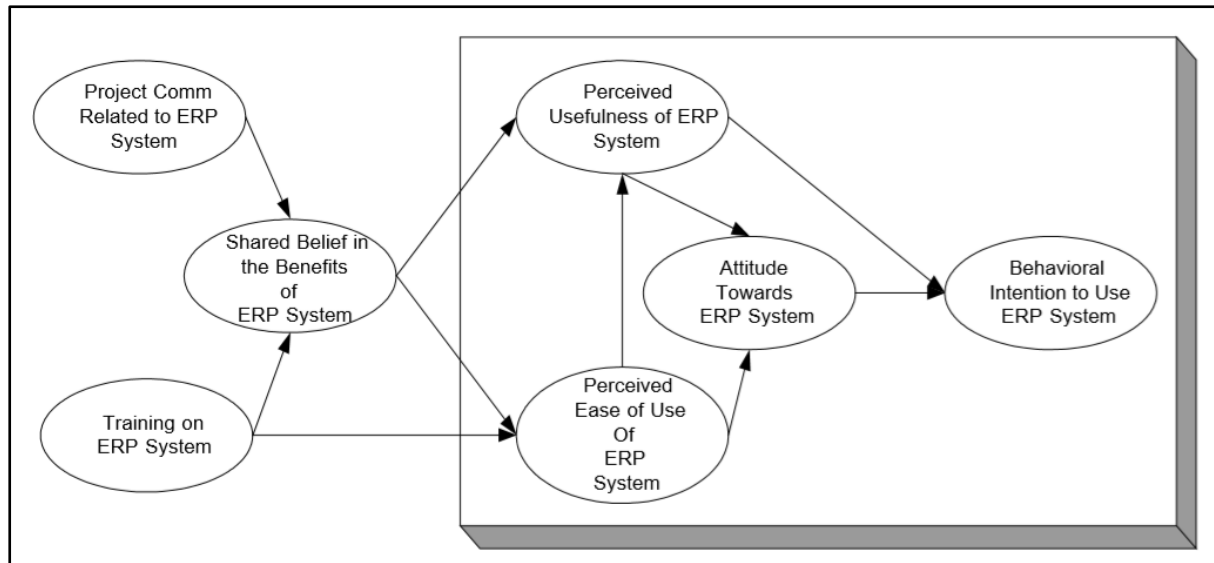 Project Comm
Related to ERP
System
Perceived
Usefulness of ERP
System
Shared Belief in
the Benefits
of
ERP System
Attitude
Towards
ERP System
Behavioral
Intention to Use
ERP System
Training on
ERP System
Perceived
Ease of Use
Of
ERP
System